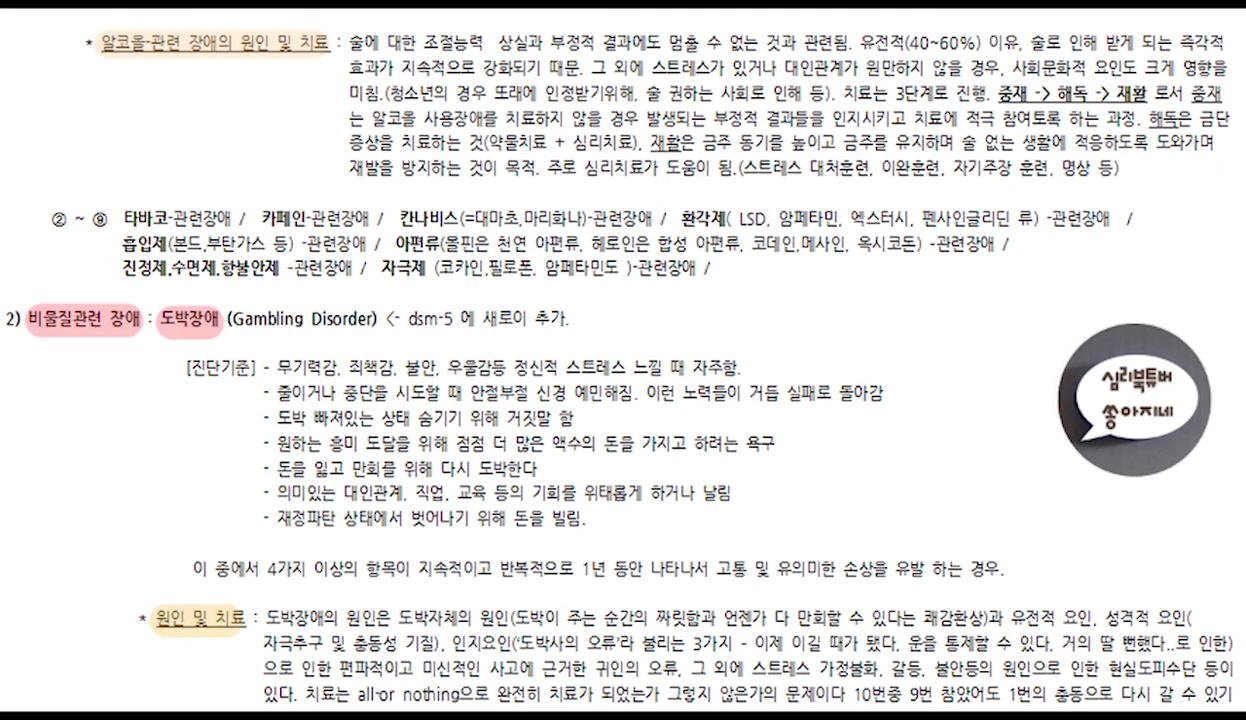 * 알코올-관련 장애의 원인 및 치료 : 술에 대한 조절능력 상실과 부정적 결과에도 멈출 수 없는 것과 관련됨. 유전적(40~60%) 이유, 술로 인해 받게 되는 즉각적
효과가 지속적으로 강화되기 때문. 그 외에 스트레스가 있거나 대인관계가 원만하지 않을 경우, 사회문화적 요인도 크게 영향을
미침.(청소년의 경우 또래에 인정받기위해, 술 권하는 사회로 인해 등). 치료는 3단계로 진행. 중재 -> 해독 -> 재활 로서 중재
는 알코올 사용장애를 치료하지 않을 경우 발생되는 부정적 결과들을 인지시키고 치료에 적극 참여토록 하는 과정. 해독은 금단
증상을 치료하는 것(약물치료 + 심리치료), 재활은 금주 동기를 높이고 금주를 유지하며 술 없는 생활에 적응하도록 도와가며
재발을 방지하는 것이 목적. 주로 심리치료가 도움이 됨.(스트레스 대처훈련, 이완훈련, 자기주장 훈련, 명상 등)
② ~ ⑨ 타바코-관련장애 / 카페인-관련장애 / 칸나비스(=대마초,마리화나)-관련장애 / 환각제( LSD, 암페타민, 엑스터시, 펜사인글리딘 류) -관련장애 /
흡입제(본드,부탄가스 등) -관련장애 / 아편류(몰핀은 천연 아편류, 헤로인은 합성 아편류, 코데인,메사인, 옥시코돈) -관련장애 /
진정제,수면제,항불안제 -관련장애 / 자극제 (코카인,필로폰, 암페타민도 )-관련장애 /
2) 비물질관련 장애 : 도박장애 (Gambling Disorder) <- dsm-5 에 새로이 추가.
[진단기준] - 무기력감, 죄책감, 불안, 우울감등 정신적 스트레스 느낄 때 자주함.
- 줄이거나 중단을 시도할 때 안절부절 신경 예민해짐. 이런 노력들이 거듭 실패로 돌아감
- 도박 빠져있는 상태 숨기기 위해 거짓말 함
- 원하는 흥미 도달을 위해 점점 더 많은 액수의 돈을 가지고 하려는 욕구
- 돈을 잃고 만회를 위해 다시 도박한다
- 의미있는 대인관계, 직업, 교육 등의 기회를 위태롭게 하거나 날림
- 재정파탄 상태에서 벗어나기 위해 돈을 빌림.
심리북튜버
쏭아지네
이 중에서 4가지 이상의 항목이 지속적이고 반복적으로 1년 동안 나타나서 고통 및 유의미한 손상을 유발 하는 경우.
* 원인 및 치료 : 도박장애의 원인은 도박자체의 원인(도박이 주는 순간의 짜릿함과 언젠가 다 만회할 수 있다는 쾌감환상)과 유전적 요인, 성격적 요인(
자극추구 및 충동성 기질), 인지요인('도박사의 오류'라 불리는 3가지 - 이제 이길 때가 됐다, 운을 통제할 수 있다, 거의 딸 뻔했다..로 인한)
으로 인한 편파적이고 미신적인 사고에 근거한 귀인의 오류, 그 외에 스트레스 가정불화, 갈등, 불안등의 원인으로 인한 현실도피수단 등이
있다. 치료는 all-or nothing으로 완전히 치료가 되었는가 그렇지 않은가의 문제이다 10번중 9번 참았어도 1번의 충동으로 다시 갈 수 있기